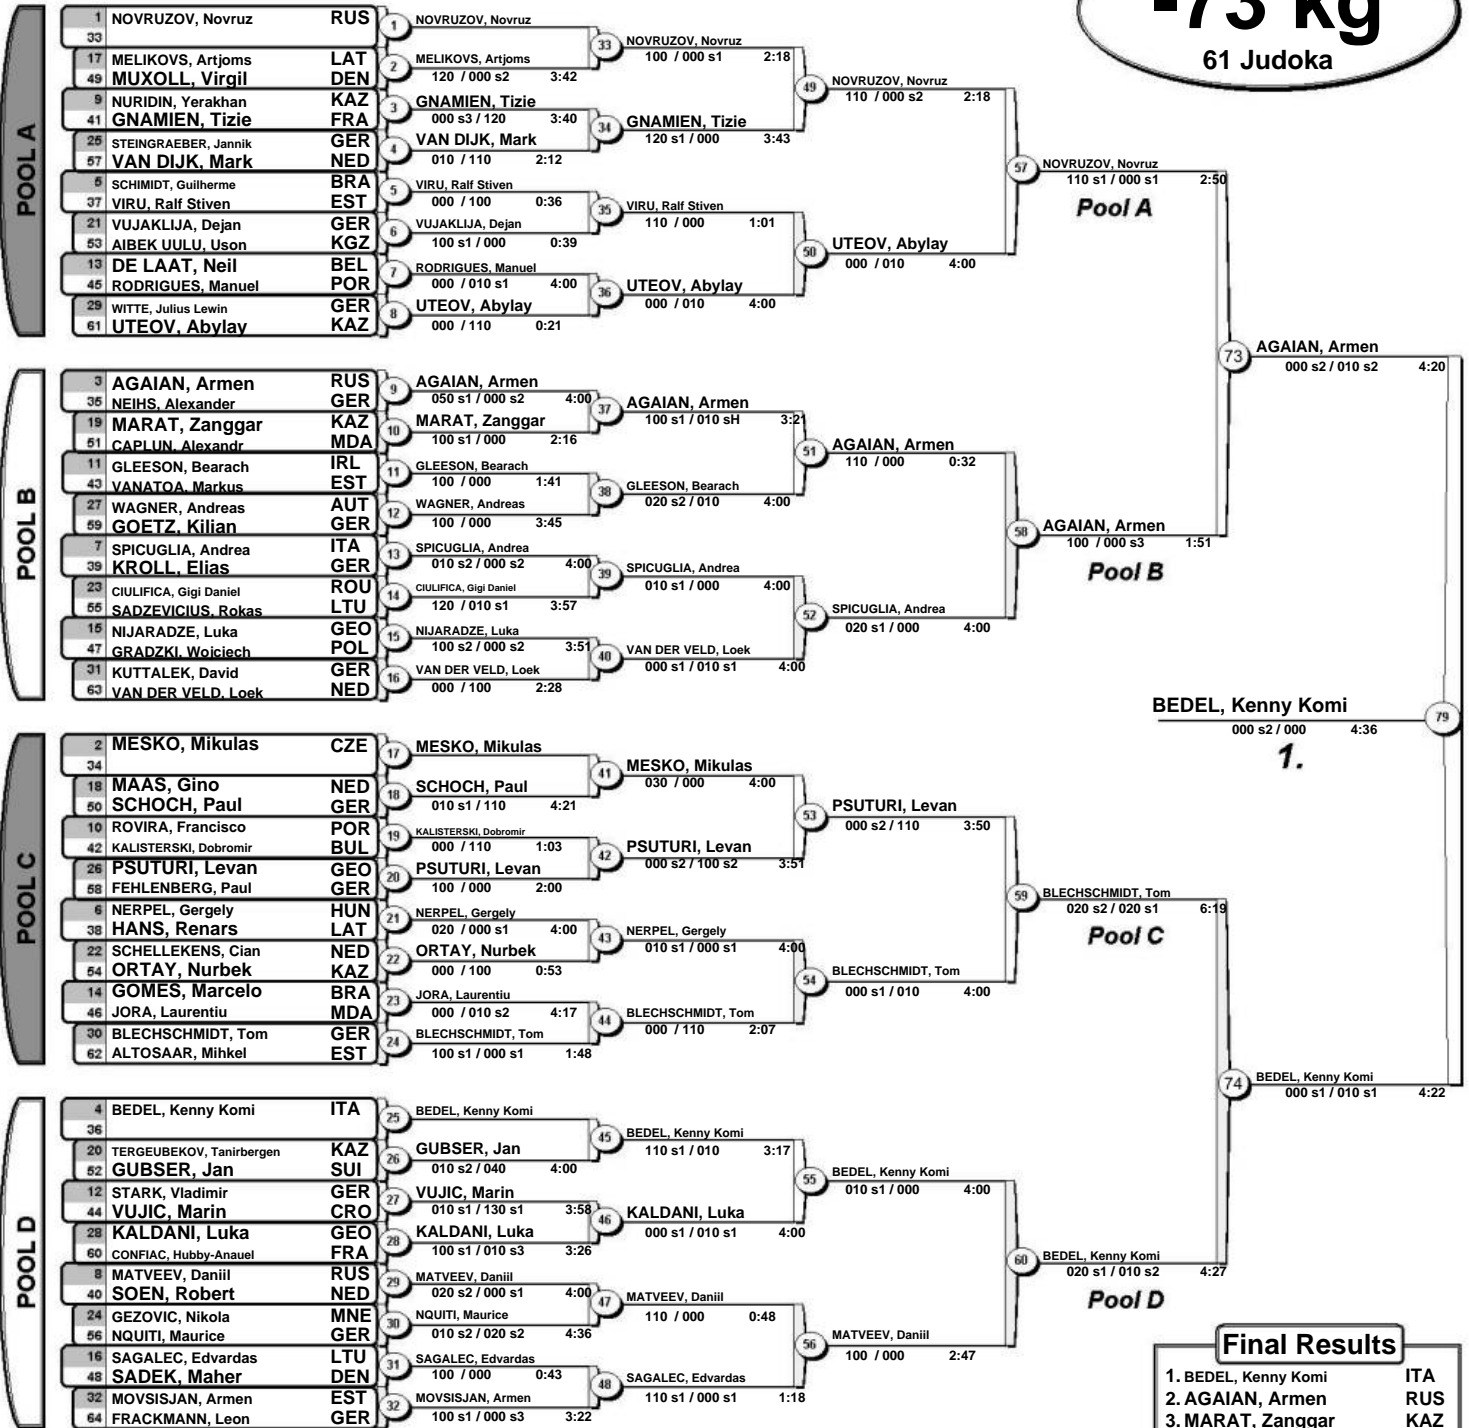 -73 kg
61 Judoka
POOL A
1 NOVRUZOV, Novruz RUS
33
17 MELIKOVS, Artjoms LAT
49 MUXOLL, Virgil DEN
9 NURIDIN, Yerakhan KAZ
41 GNAMIEN, Tizie FRA
25 STEINGRAEBER, Jannik GER
57 VAN DIJK, Mark NED
5 SCHIMIDT, Guilherme BRA
37 VIRU, Ralf Stiven EST
21 VUJAKLIJA, Dejan GER
53 AIBEK UULU, Uson KGZ
13 DE LAAT, Neil BEL
45 RODRIGUES, Manuel POR
29 WITTE, Julius Lewin GER
61 UTEOV, Abylay KAZ
1 NOVRUZOV, Novruz
2 MELIKOVS, Artjoms
120 / 000 s2 3:42
3 GNAMIEN, Tizie
000 s3 / 120 3:40
4 VAN DIJK, Mark
010 / 110 2:12
5 VIRU, Ralf Stiven
000 / 100 0:36
6 VUJAKLIJA, Dejan
100 s1 / 000 0:39
7 RODRIGUES, Manuel
000 / 010 s1 4:00
8 UTEOV, Abylay
000 / 110 0:21
33 NOVRUZOV, Novruz
100 / 000 s1 2:18
34 GNAMIEN, Tizie
120 s1 / 000 3:43
35 VIRU, Ralf Stiven
110 / 000 1:01
36 UTEOV, Abylay
000 / 010 4:00
49 NOVRUZOV, Novruz
110 / 000 s2 2:18
50 UTEOV, Abylay
000 / 010 4:00
57 NOVRUZOV, Novruz
110 s1 / 000 s1 2:50
Pool A
POOL B
3 AGAIAN, Armen RUS
35 NEIHS, Alexander GER
19 MARAT, Zanggar KAZ
51 CAPLUN, Alexandr MDA
11 GLEESON, Bearach IRL
43 VANATOA, Markus EST
27 WAGNER, Andreas AUT
59 GOETZ, Kilian GER
7 SPICUGLIA, Andrea ITA
39 KROLL, Elias GER
23 CIULIFICA, Gigi Daniel ROU
55 SADZEVICIUS, Rokas LTU
15 NIJARADZE, Luka GEO
47 GRADZKI, Wojciech POL
31 KUTTALEK, David GER
63 VAN DER VELD, Loek NED
9 AGAIAN, Armen
050 s1 / 000 s2 4:00
10 MARAT, Zanggar
100 s1 / 000 2:16
11 GLEESON, Bearach
100 / 000 1:41
12 WAGNER, Andreas
100 / 000 3:45
13 SPICUGLIA, Andrea
010 s2 / 000 s2 4:00
14 CIULIFICA, Gigi Daniel
120 / 010 s1 3:57
15 NIJARADZE, Luka
100 s2 / 000 s2 3:51
16 VAN DER VELD, Loek
000 / 100 2:28
37 AGAIAN, Armen
100 s1 / 010 sH 3:21
38 GLEESON, Bearach
020 s2 / 010 4:00
39 SPICUGLIA, Andrea
010 s1 / 000 4:00
40 VAN DER VELD, Loek
000 s1 / 010 s1 4:00
51 AGAIAN, Armen
110 / 000 0:32
52 SPICUGLIA, Andrea
020 s1 / 000 4:00
58 AGAIAN, Armen
100 / 000 s3 1:51
Pool B
73 AGAIAN, Armen
000 s2 / 010 s2 4:20
BEDEL, Kenny Komi 79
000 s2 / 000 4:36
1.
POOL C
2 MESKO, Mikulas CZE
34
18 MAAS, Gino NED
50 SCHOCH, Paul GER
10 ROVIRA, Francisco POR
42 KALISTERSKI, Dobromir BUL
26 PSUTURI, Levan GEO
58 FEHLENBERG, Paul GER
6 NERPEL, Gergely HUN
38 HANS, Renars LAT
22 SCHELLEKENS, Cian NED
54 ORTAY, Nurbek KAZ
14 GOMES, Marcelo BRA
46 JORA, Laurentiu MDA
30 BLECHSCHMIDT, Tom GER
62 ALTOSAAR, Mihkel EST
17 MESKO, Mikulas
18 SCHOCH, Paul
010 s1 / 110 4:21
19 KALISTERSKI, Dobromir
000 / 110 1:03
20 PSUTURI, Levan
100 / 000 2:00
21 NERPEL, Gergely
020 / 000 s1 4:00
22 ORTAY, Nurbek
000 / 100 0:53
23 JORA, Laurentiu
000 / 010 s2 4:17
24 BLECHSCHMIDT, Tom
100 s1 / 000 s1 1:48
41 MESKO, Mikulas
030 / 000 4:00
42 PSUTURI, Levan
000 s2 / 100 s2 3:51
43 NERPEL, Gergely
010 s1 / 000 s1 4:00
44 BLECHSCHMIDT, Tom
000 / 110 2:07
53 PSUTURI, Levan
000 s2 / 110 3:50
54 BLECHSCHMIDT, Tom
000 s1 / 010 4:00
59 BLECHSCHMIDT, Tom
020 s2 / 020 s1 6:19
Pool C
POOL D
4 BEDEL, Kenny Komi ITA
36
20 TERGEUBEKOV, Tanirbergen KAZ
52 GUBSER, Jan SUI
12 STARK, Vladimir GER
44 VUJIC, Marin CRO
28 KALDANI, Luka GEO
60 CONFIAC, Hubby-Anauel FRA
8 MATVEEV, Daniil RUS
40 SOEN, Robert NED
24 GEZOVIC, Nikola MNE
56 NQUITI, Maurice GER
16 SAGALEC, Edvardas LTU
48 SADEK, Maher DEN
32 MOVSISJAN, Armen EST
64 FRACKMANN, Leon GER
25 BEDEL, Kenny Komi
26 GUBSER, Jan
010 s2 / 040 4:00
27 VUJIC, Marin
010 s1 / 130 s1 3:58
28 KALDANI, Luka
100 s1 / 010 s3 3:26
29 MATVEEV, Daniil
020 s2 / 000 s1 4:00
30 NQUITI, Maurice
010 s2 / 020 s2 4:36
31 SAGALEC, Edvardas
100 / 000 0:43
32 MOVSISJAN, Armen
100 s1 / 000 s3 3:22
45 BEDEL, Kenny Komi
110 s1 / 010 3:17
46 KALDANI, Luka
000 s1 / 010 s1 4:00
47 MATVEEV, Daniil
110 / 000 0:48
48 SAGALEC, Edvardas
110 s1 / 000 s1 1:18
55 BEDEL, Kenny Komi
010 s1 / 000 4:00
56 MATVEEV, Daniil
100 / 000 2:47
60 BEDEL, Kenny Komi
020 s1 / 010 s2 4:27
Pool D
74 BEDEL, Kenny Komi
000 s1 / 010 s1 4:22
Final Results
1. BEDEL, Kenny Komi ITA
2. AGAIAN, Armen RUS
3. MARAT, Zanggar KAZ